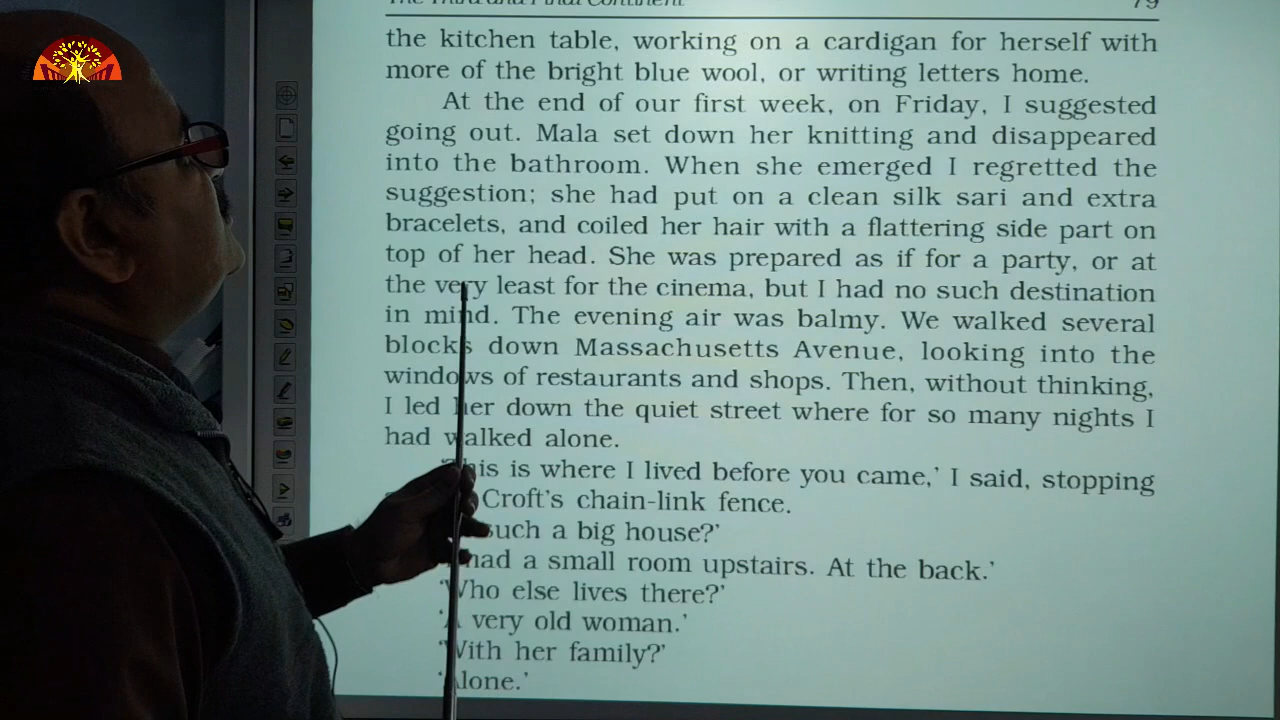 The Third and Final Continent 79
the kitchen table, working on a cardigan for herself with
more of the bright blue wool, or writing letters home.
At the end of our first week, on Friday, I suggested
going out. Mala set down her knitting and disappeared
into the bathroom. When she emerged I regretted the
suggestion; she had put on a clean silk sari and extra
bracelets, and coiled her hair with a flattering side part on
top of her head. She was prepared as if for a party, or at
the very least for the cinema, but I had no such destination
in mind. The evening air was balmy. We walked several
blocks down Massachusetts Avenue, looking into the
windows of restaurants and shops. Then, without thinking,
I led her down the quiet street where for so many nights I
had walked alone.
‘This is where I lived before you came,’ I said, stopping
Croft’s chain-link fence.
such a big house?’
had a small room upstairs. At the back.’
‘Who else lives there?’
‘A very old woman.’
‘With her family?’
‘Alone.’